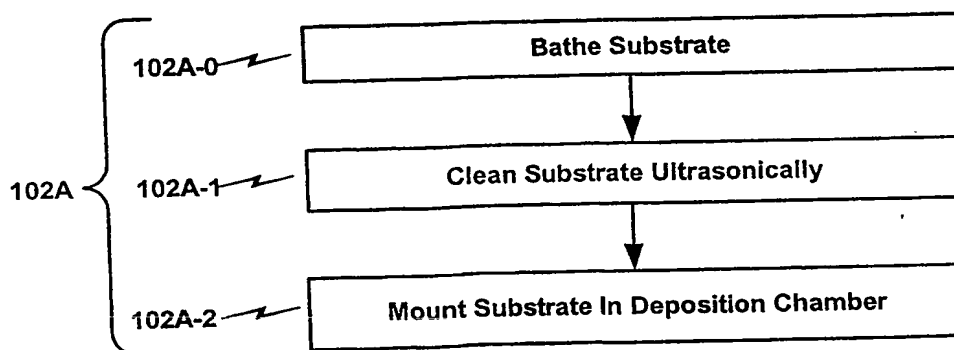 102A-0 Bathe Substrate
102A 102A-1 Clean Substrate Ultrasonically
102A-2 Mount Substrate In Deposition Chamber